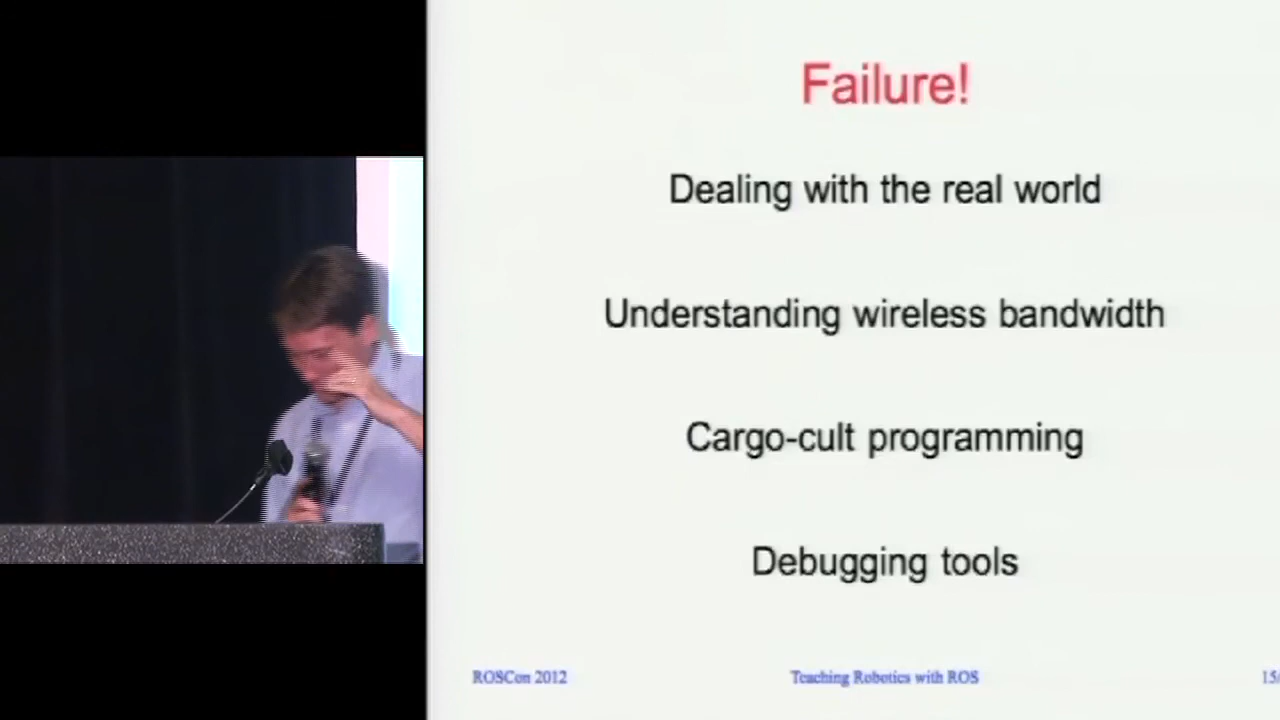 Failure!
Dealing with the real world
Understanding wireless bandwidth
Cargo-cult programming
Debugging tools
ROSCon 2012
Teaching Robotics with ROS
15/